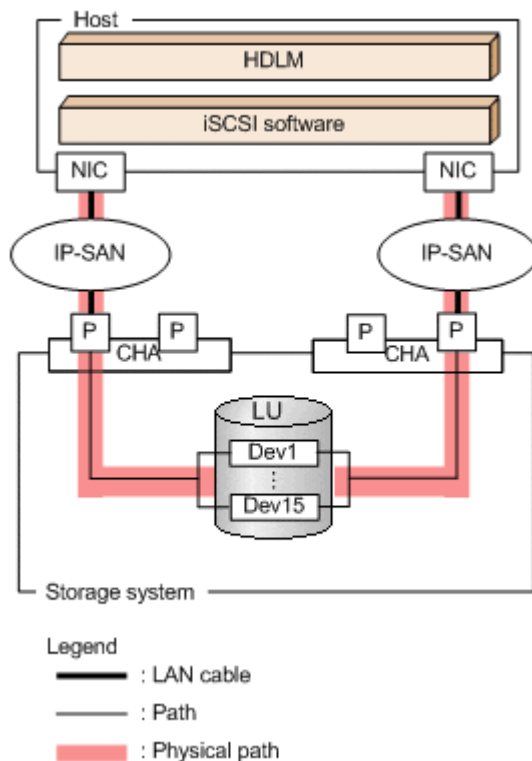 Host
HDLM
iSCSI software
NIC
NIC
IP-SAN
IP-SAN
P
P
P
P
CHA
CHA
LU
Dev1
Dev15
Storage system
Legend
: LAN cable
: Path
: Physical path